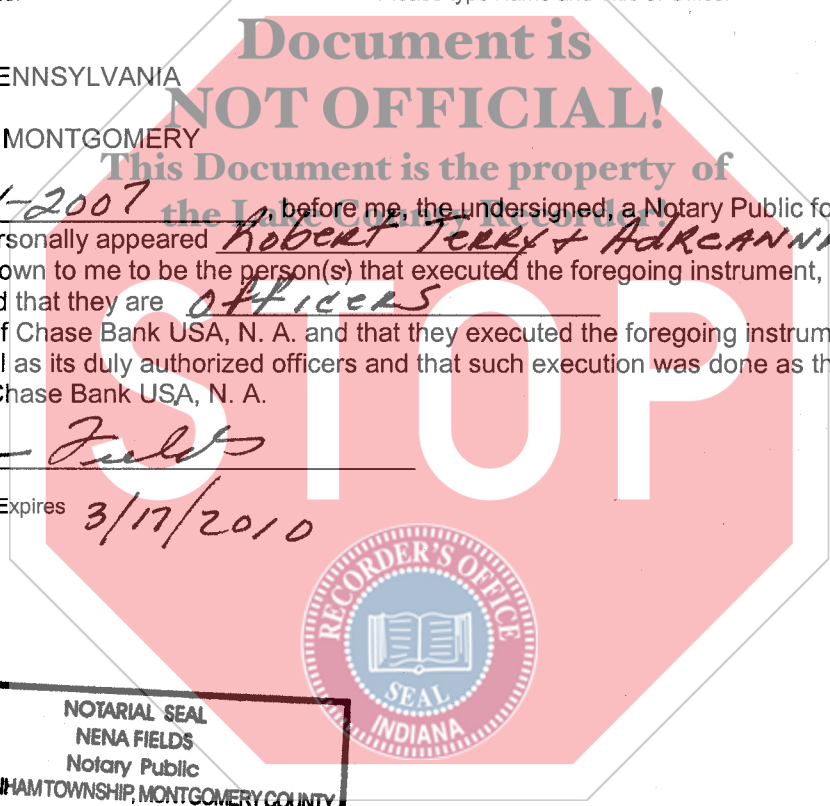 Document is
NOT OFFICIAL!
ENNSYLVANIA
MONTGOMERY
This Document is the property of
the Lake County Recorder!
-2007, before me, the undersigned, a Notary Public fo
rsonally appeared Robert Terry + Adreann
own to me to be the person(s) that executed the foregoing instrument,
d that they are Officers
f Chase Bank USA, N. A. and that they executed the foregoing instrum
l as its duly authorized officers and that such execution was done as th
Chase Bank USA, N. A.
STOP
Fields
Expires 3/17/2010
RECORDER'S OFFICE
SEAL
INDIANA
NOTARIAL SEAL
NENA FIELDS
Notary Public
HAM TOWNSHIP, MONTGOMERY COUNTY